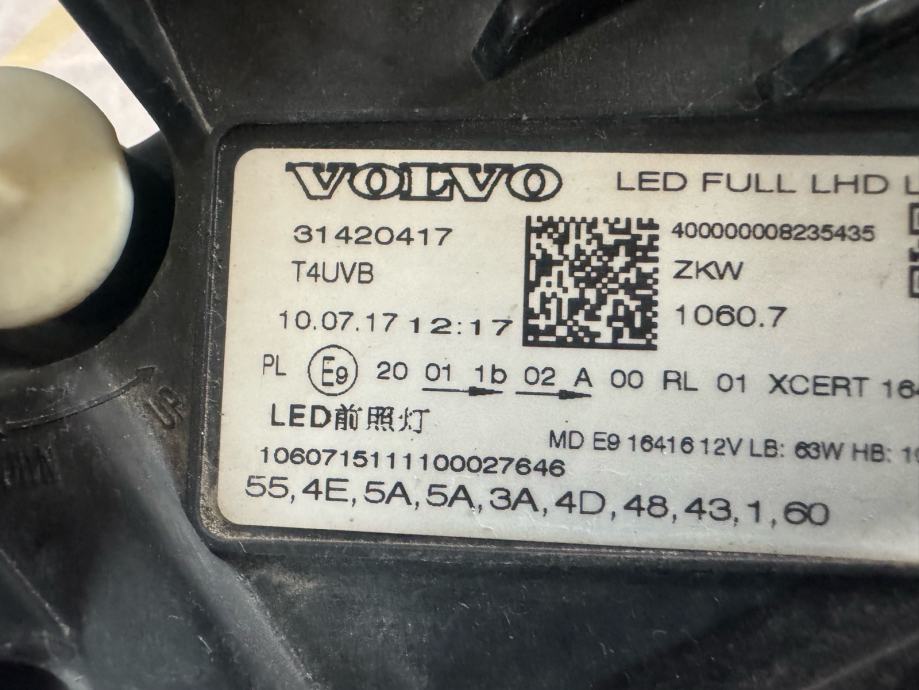 VOLVO LED FULL LHD L
31420417 400000008235435
T4UVB ZKW
10.07.17 12:17 1060.7
PL E9 20 01 1b 02 A 00 RL 01 XCERT 16
LED前照灯
MD E9 16416 12V LB: 63W HB: 1
1060715111100027646
55,4E,5A,5A,3A,4D,48,43,1,60